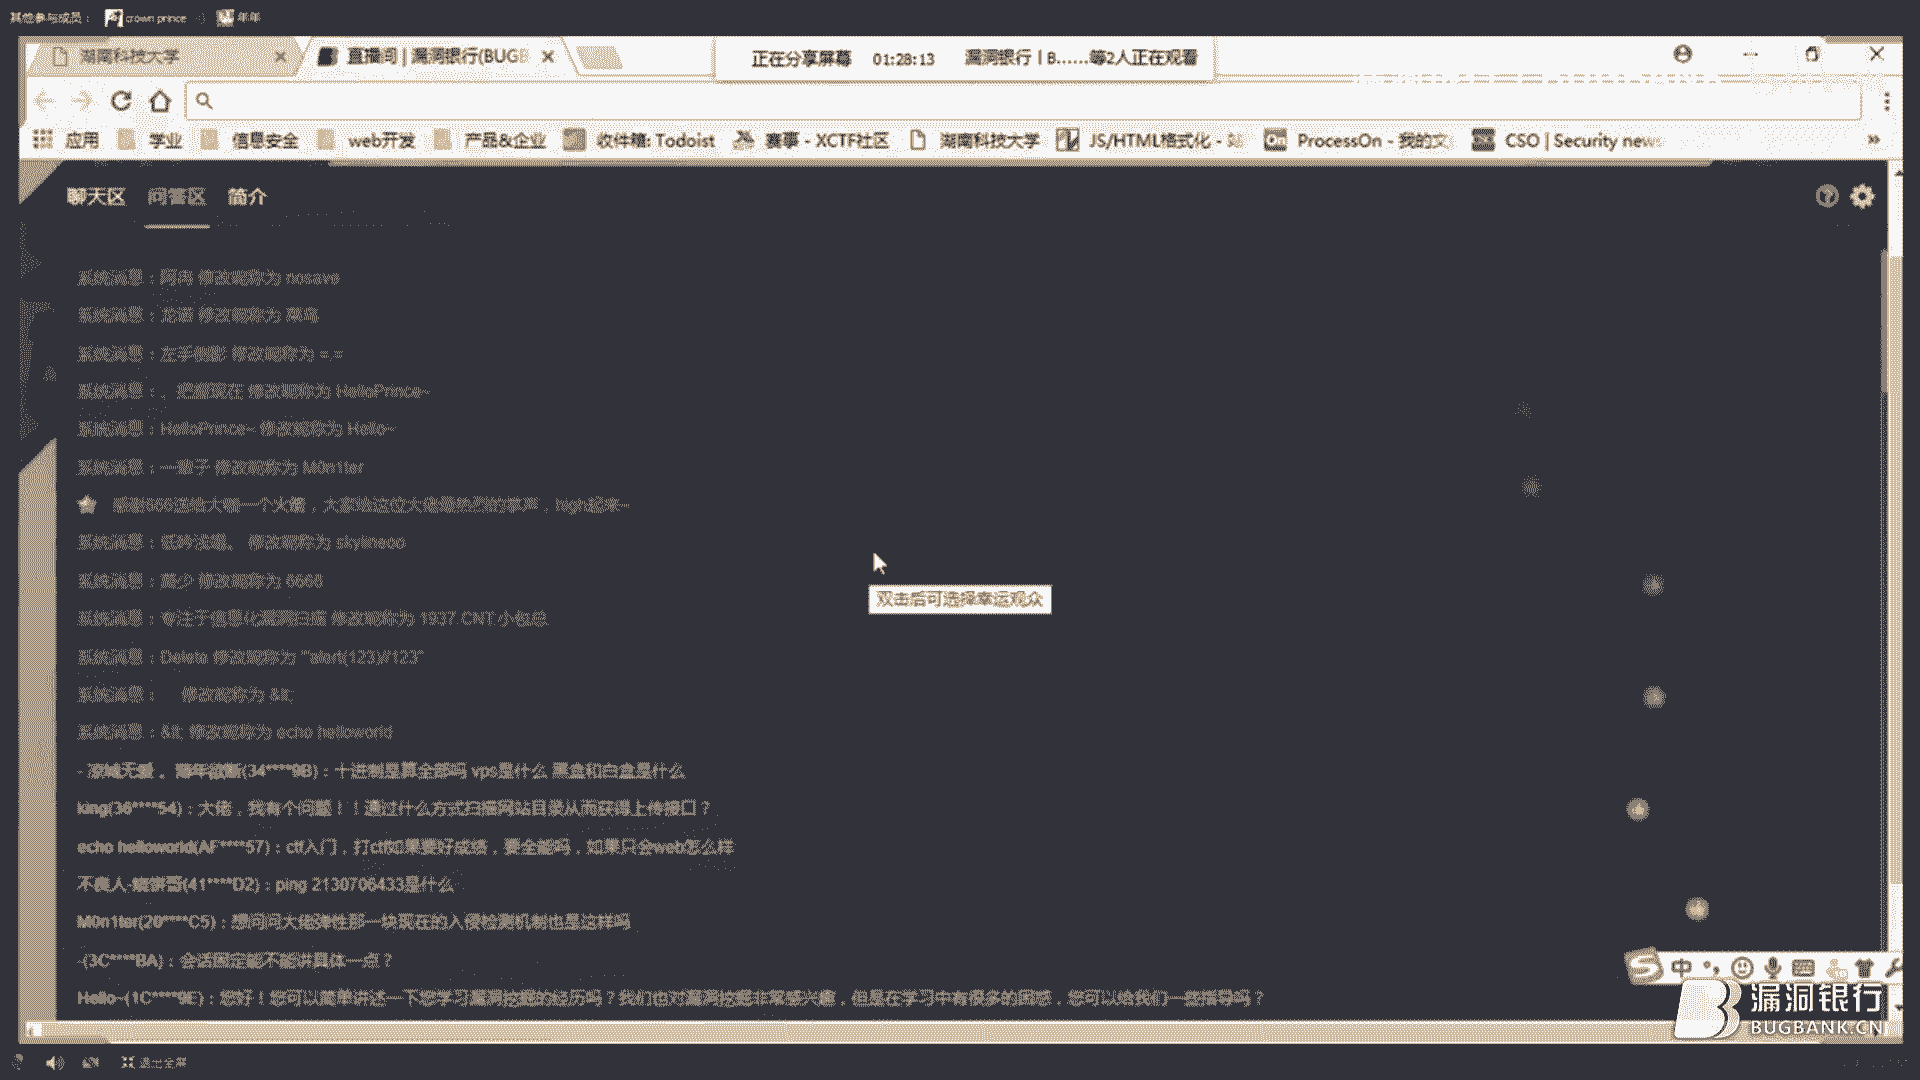 其他参与成员： crown prince 年年
湖南科技大学 直播间 | 漏洞银行(BUGB 正在分享屏幕 01:28:13 漏洞银行丨B......等2人正在观看
应用 学业 信息安全 web开发 产品&企业 收件箱: Todoist 赛事 - XCTF社区 湖南科技大学 JS/HTML格式化 - 站 ProcessOn - 我的文 CSO | Security news
聊天区 问答区 简介
系统消息：阿冉 修改昵称为 nosave
系统消息： 修改昵称为 菜鸟
系统消息：左手倒影 修改昵称为 =.=
系统消息：。把握现在 修改昵称为 HelloPrince~
系统消息：HelloPrince~ 修改昵称为 Hello~
系统消息：一辈子 修改昵称为 M0n1ter
感谢666送给大咖一个火箭，大家给这位大佬最热烈的掌声，high起来~
系统消息：低吟浅唱。 修改昵称为 skylineoo
系统消息： 修改昵称为 6666
系统消息：专注于信息化漏洞扫描 修改昵称为 1937.CNT.小包总
双击后可选择幸运观众
系统消息：Delete 修改昵称为 '"alert(123)//123"
系统消息： 修改昵称为 &lt;
系统消息：&lt; 修改昵称为 echo helloworld
(34****9B)：十进制是算全部吗 vps是什么 黑盒和白盒是什么
king(36****54)：大佬，我有个问题！！通过什么方式扫描网站目录从而获得上传接口？
echo helloworld(AF****57)：ctf入门，打ctf如果要好成绩，要全能吗，如果只会web怎么样
不良人-烧饼哥(41****D2)：ping 2130706433是什么
M0n1ter(20****C5)：想问问大佬弹性那一块现在的入侵检测机制也是这样吗
-(3C****BA)：会话固定能不能讲具体一点？
Hello~(1C****9E)：您好！您可以简单讲述一下您学习漏洞挖掘的经历吗？我们也对漏洞挖掘非常感兴趣，但是在学习中有很多的困惑，您可以给我们一些指导吗？
中
漏洞银行
BUGBANK.CN
退出全屏